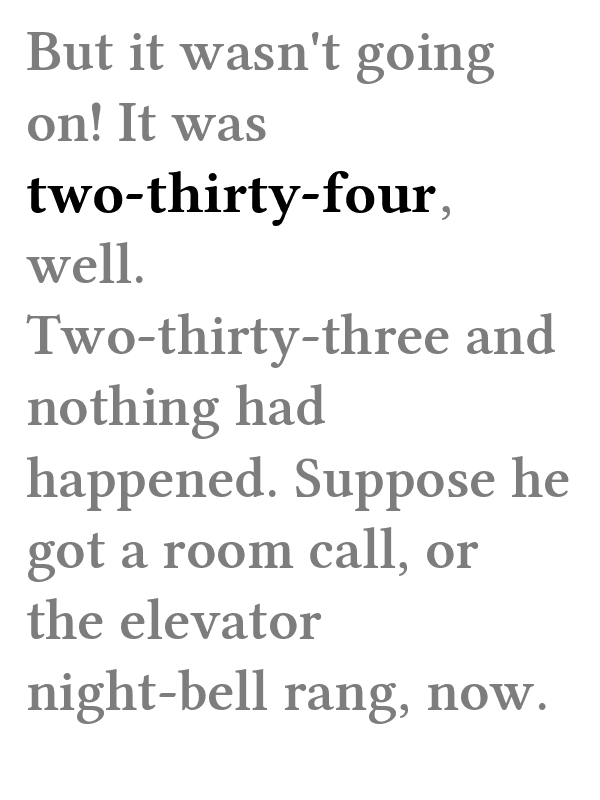 But it wasn't going
on! It was
two-thirty-four,
well.
Two-thirty-three and
nothing had
happened. Suppose he
got a room call, or
the elevator
night-bell rang, now.